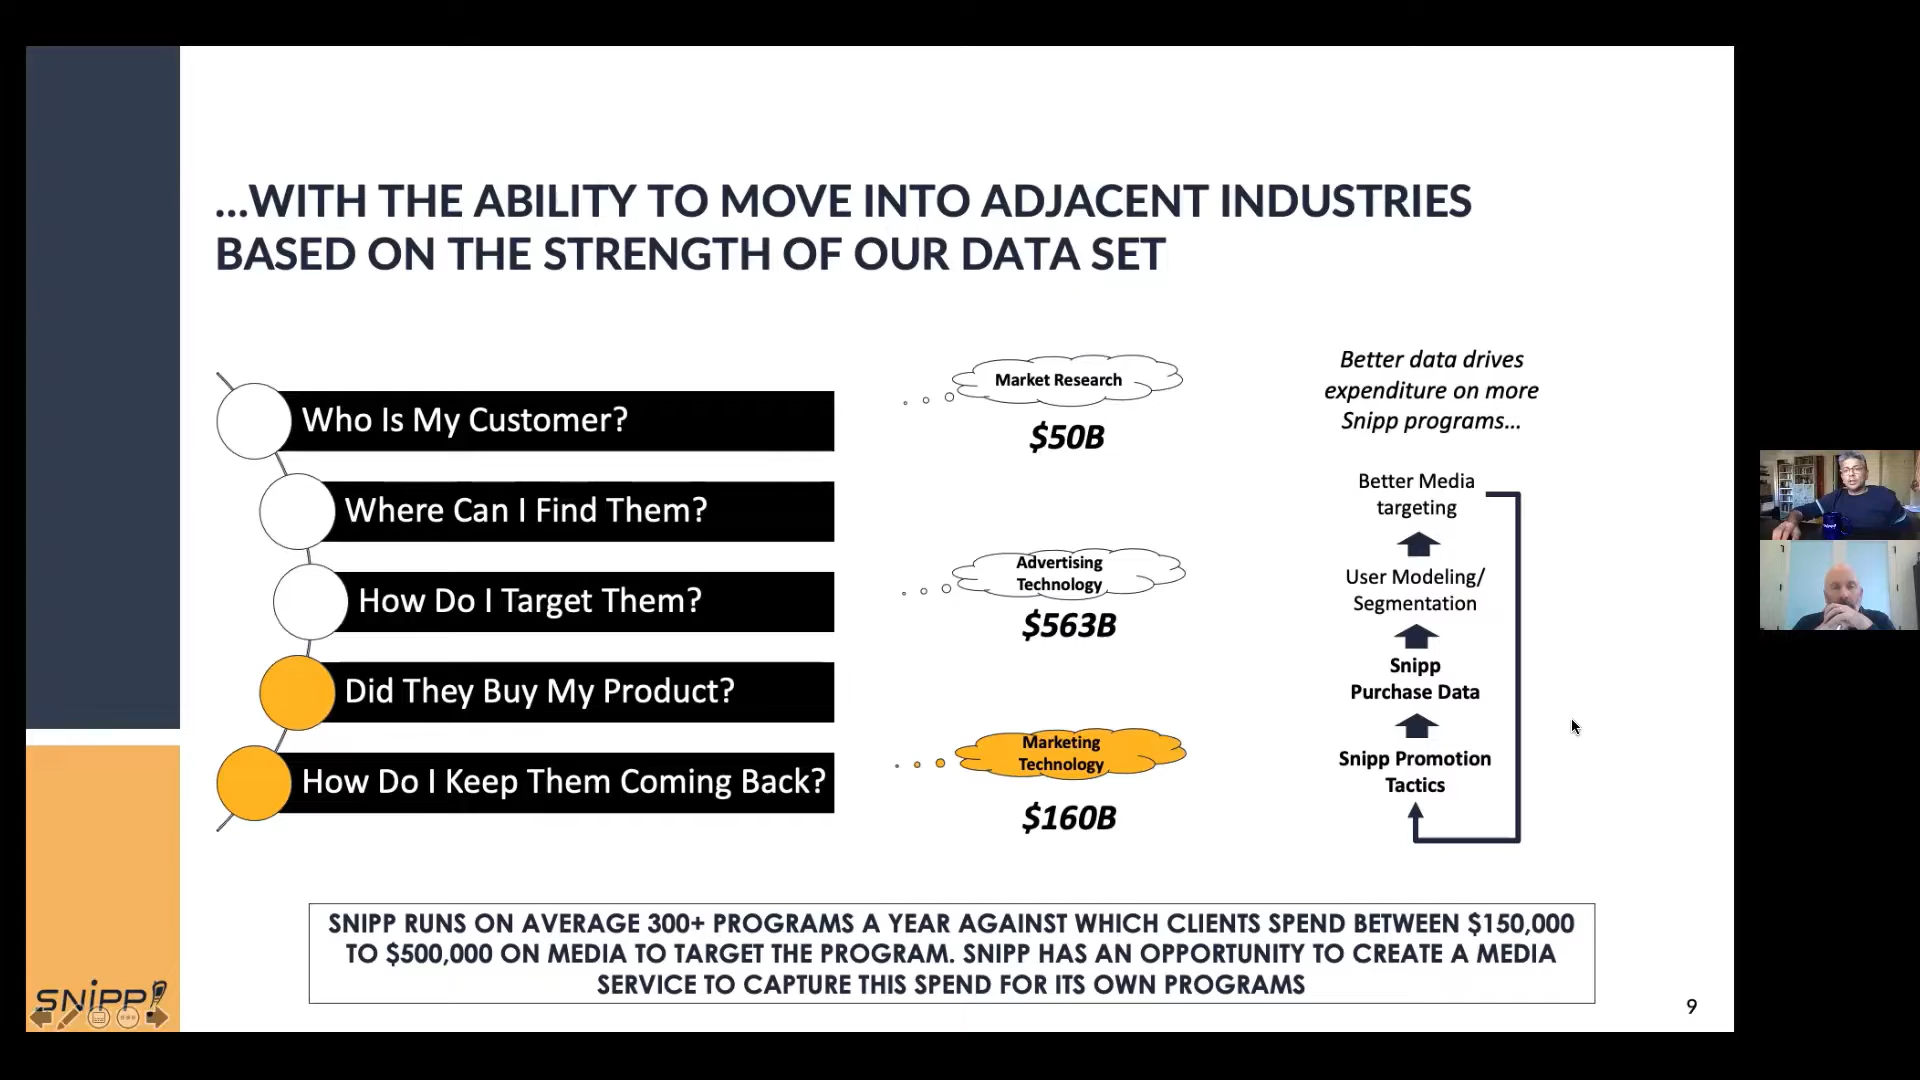 ...WITH THE ABILITY TO MOVE INTO ADJACENT INDUSTRIES
BASED ON THE STRENGTH OF OUR DATA SET
Who Is My Customer?
Where Can I Find Them?
How Do I Target Them?
Did They Buy My Product?
How Do I Keep Them Coming Back?
Market Research
$50B
Advertising
Technology
$563B
Marketing
Technology
$160B
Better data drives
expenditure on more
Snipp programs...
Better Media
targeting
User Modeling/
Segmentation
Snipp
Purchase Data
Snipp Promotion
Tactics
SNIPP RUNS ON AVERAGE 300+ PROGRAMS A YEAR AGAINST WHICH CLIENTS SPEND BETWEEN $150,000
TO $500,000 ON MEDIA TO TARGET THE PROGRAM. SNIPP HAS AN OPPORTUNITY TO CREATE A MEDIA
SERVICE TO CAPTURE THIS SPEND FOR ITS OWN PROGRAMS
SNIPP!
9